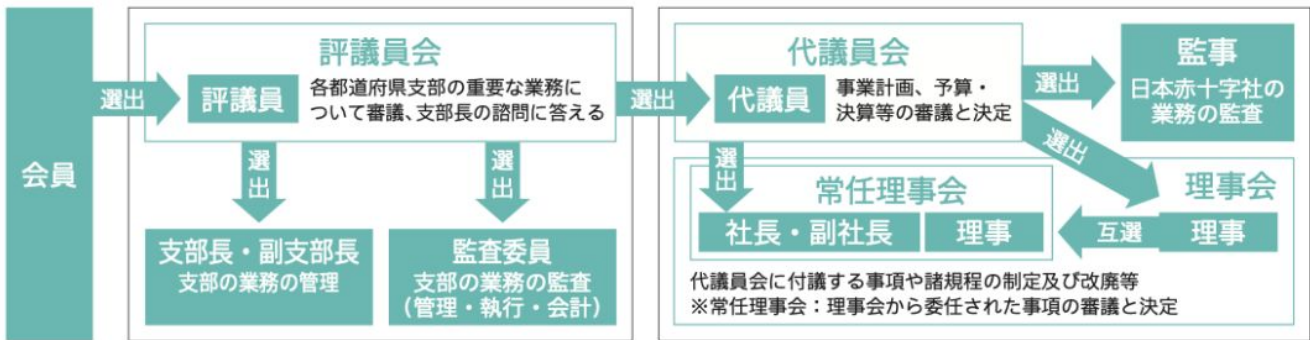 会員
選出
評議員会
評議員
各都道府県支部の重要な業務に
ついて審議、支部長の諮問に答える
選出
選出
支部長・副支部長
支部の業務の管理
監査委員
支部の業務の監査
(管理・執行・会計)
選出
代議員会
代議員
事業計画、予算・
決算等の審議と決定
選出
監事
日本赤十字社の
業務の監査
選出
選出
理事会
常任理事会
社長・副社長
理事
互選
理事
代議員会に付議する事項や諸規程の制定及び改廃等
※常任理事会：理事会から委任された事項の審議と決定